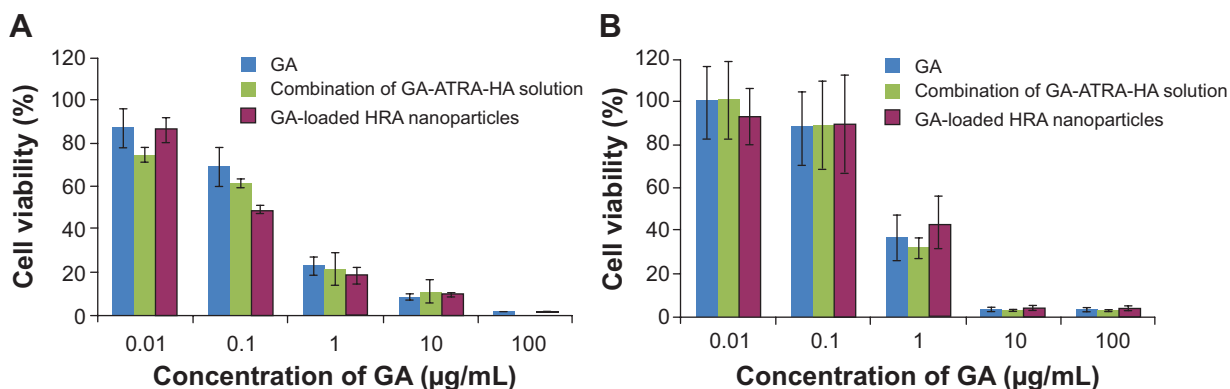 A
120
100
80
60
40
20
0
Cell viability (%)
GA
Combination of GA-ATRA-HA solution
GA-loaded HRA nanoparticles
0.01 0.1 1 10 100
Concentration of GA (µg/mL)
B
120
100
80
60
40
20
0
Cell viability (%)
GA
Combination of GA-ATRA-HA solution
GA-loaded HRA nanoparticles
0.01 0.1 1 10 100
Concentration of GA (µg/mL)